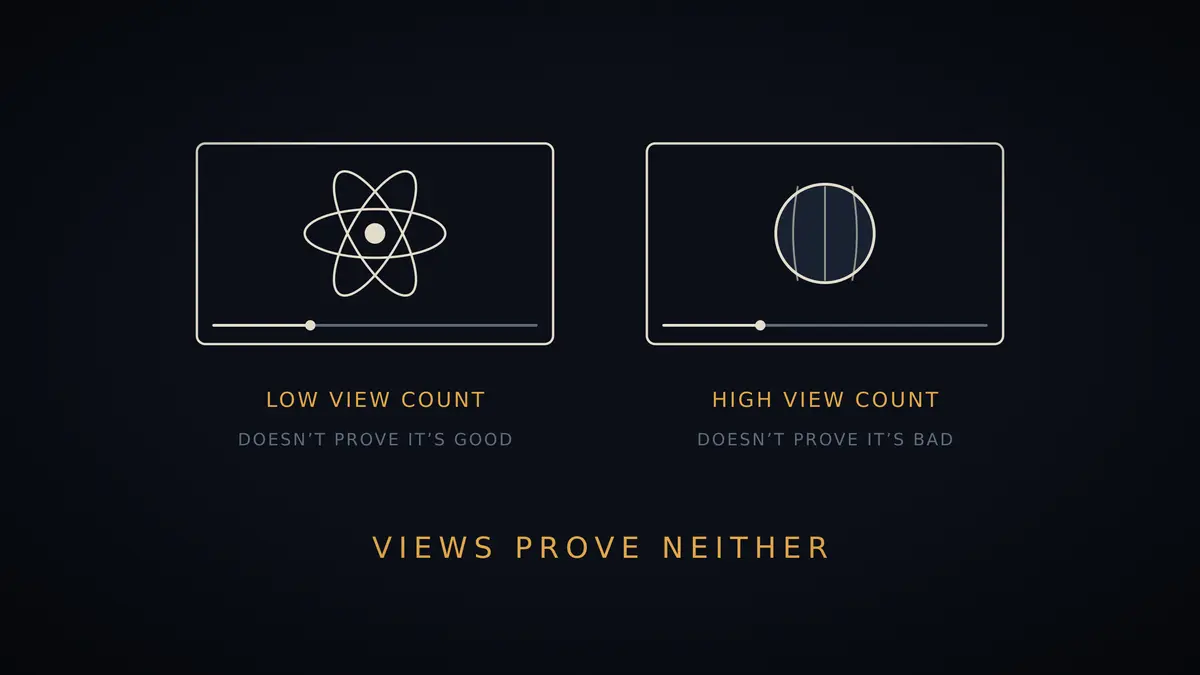 LOW VIEW COUNT
DOESN’T PROVE IT’S GOOD
HIGH VIEW COUNT
DOESN’T PROVE IT’S BAD
VIEWS PROVE NEITHER